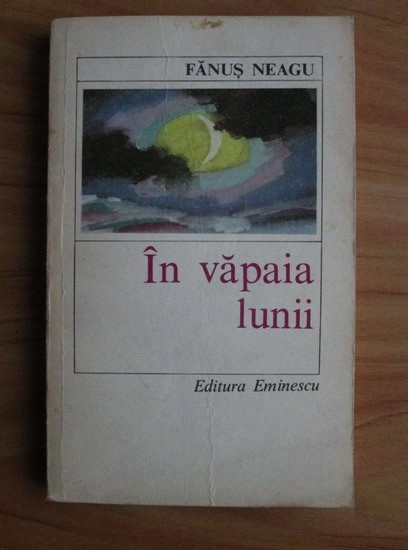 FĂNUȘ NEAGU
În văpaia
lunii
Editura Eminescu